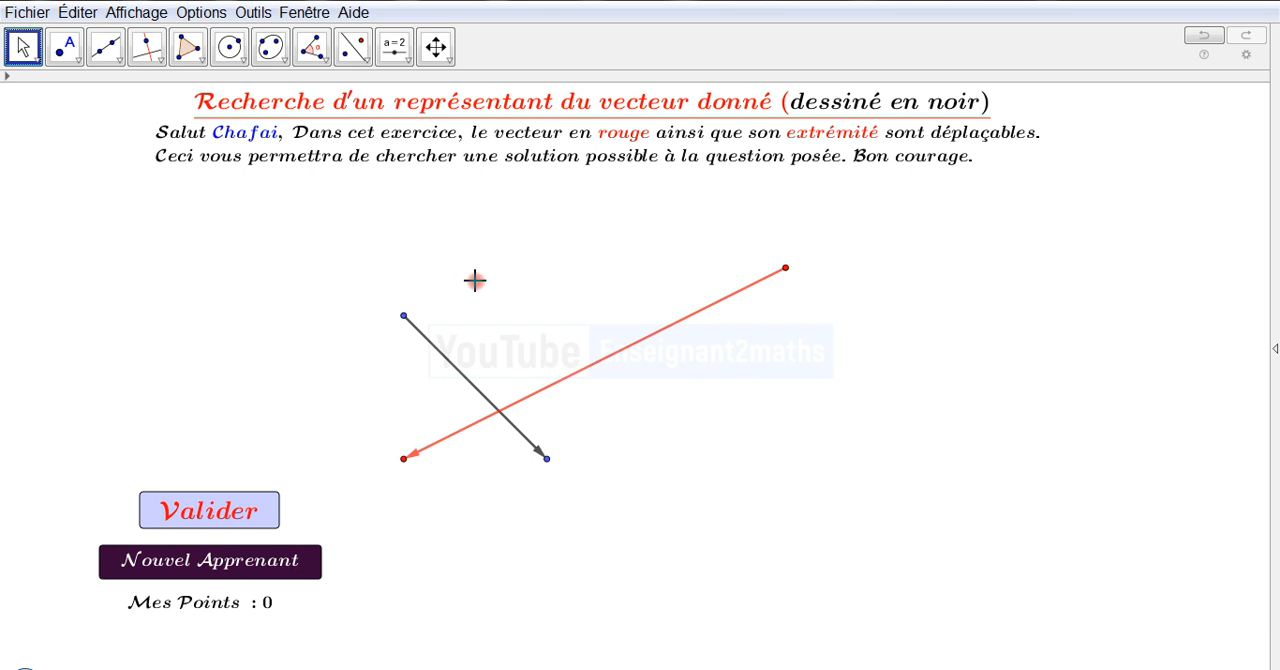 Fichier Éditer Affichage Options Outils Fenêtre Aide
A
α
a=2
Recherche d'un représentant du vecteur donné (dessiné en noir)
Salut Chafai, Dans cet exercice, le vecteur en rouge ainsi que son extrémité sont déplaçables.
Ceci vous permettra de chercher une solution possible à la question posée. Bon courage.
YouTube Enseignant2maths
Valider
Nouvel Apprenant
Mes Points : 0